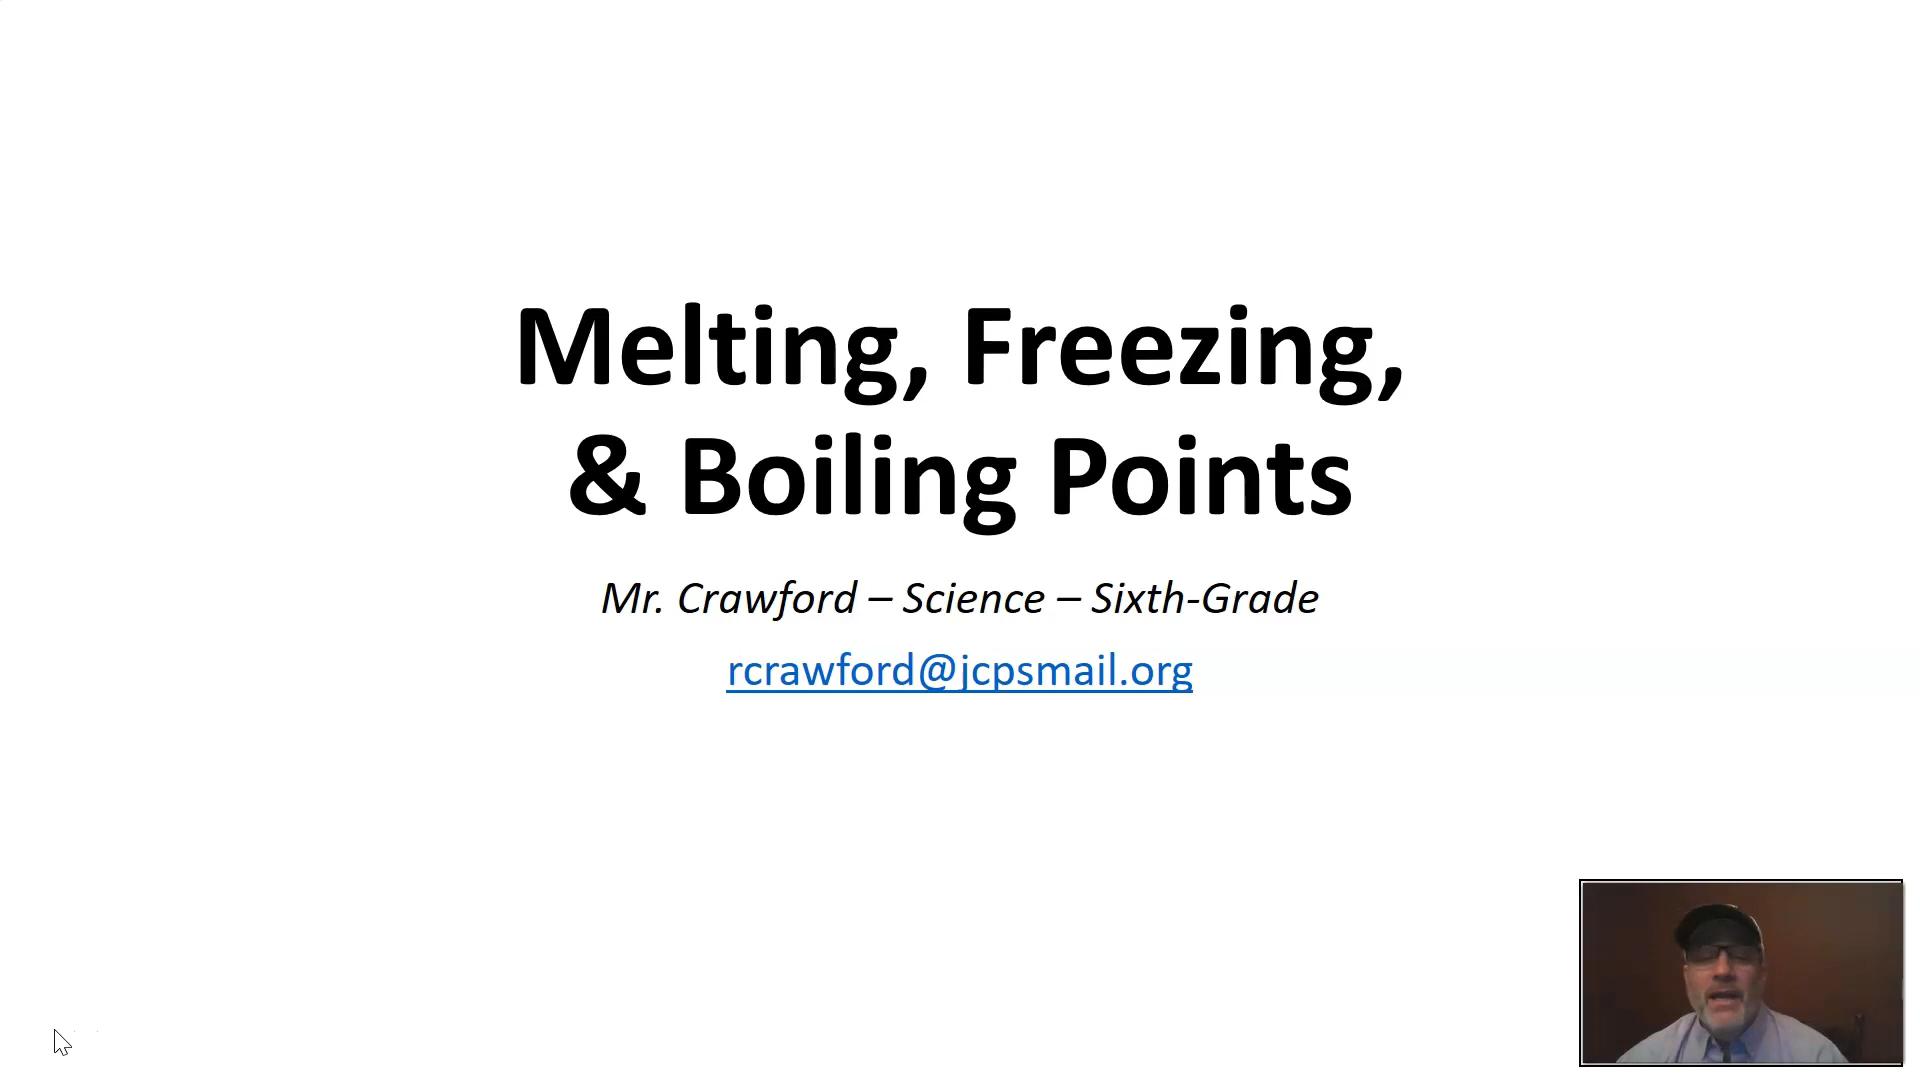 Melting, Freezing,
& Boiling Points
Mr. Crawford – Science – Sixth-Grade
rcrawford@jcpsmail.org